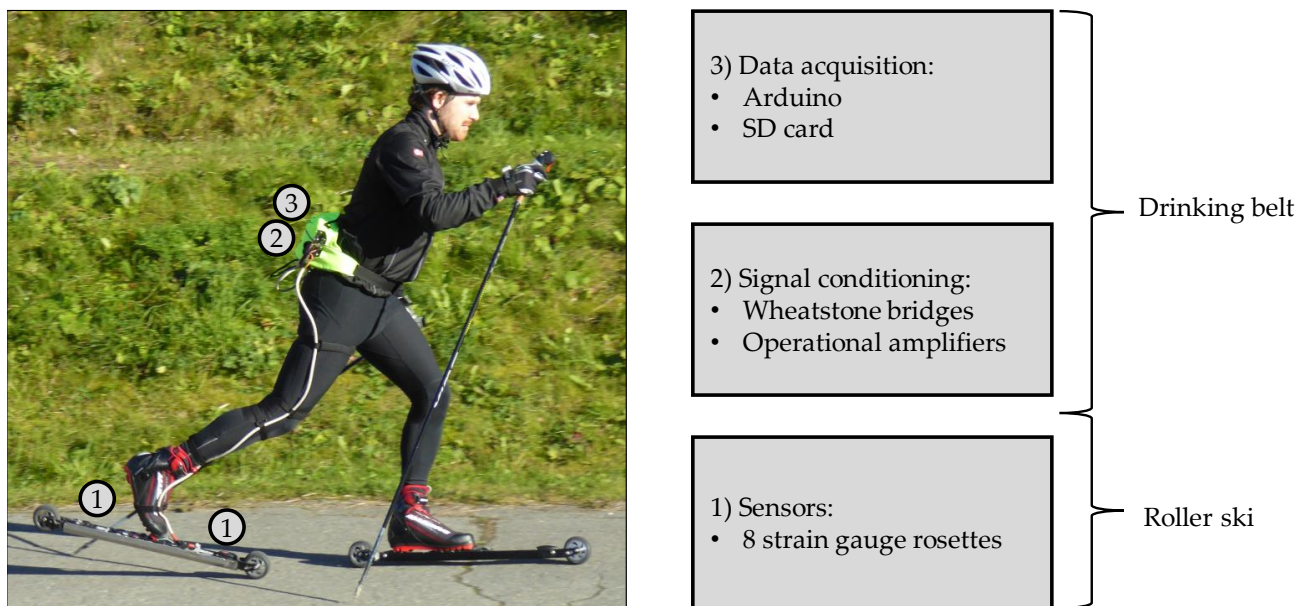 3
2
1
1
3) Data acquisition:
• Arduino
• SD card
2) Signal conditioning:
• Wheatstone bridges
• Operational amplifiers
1) Sensors:
• 8 strain gauge rosettes
Drinking belt
Roller ski